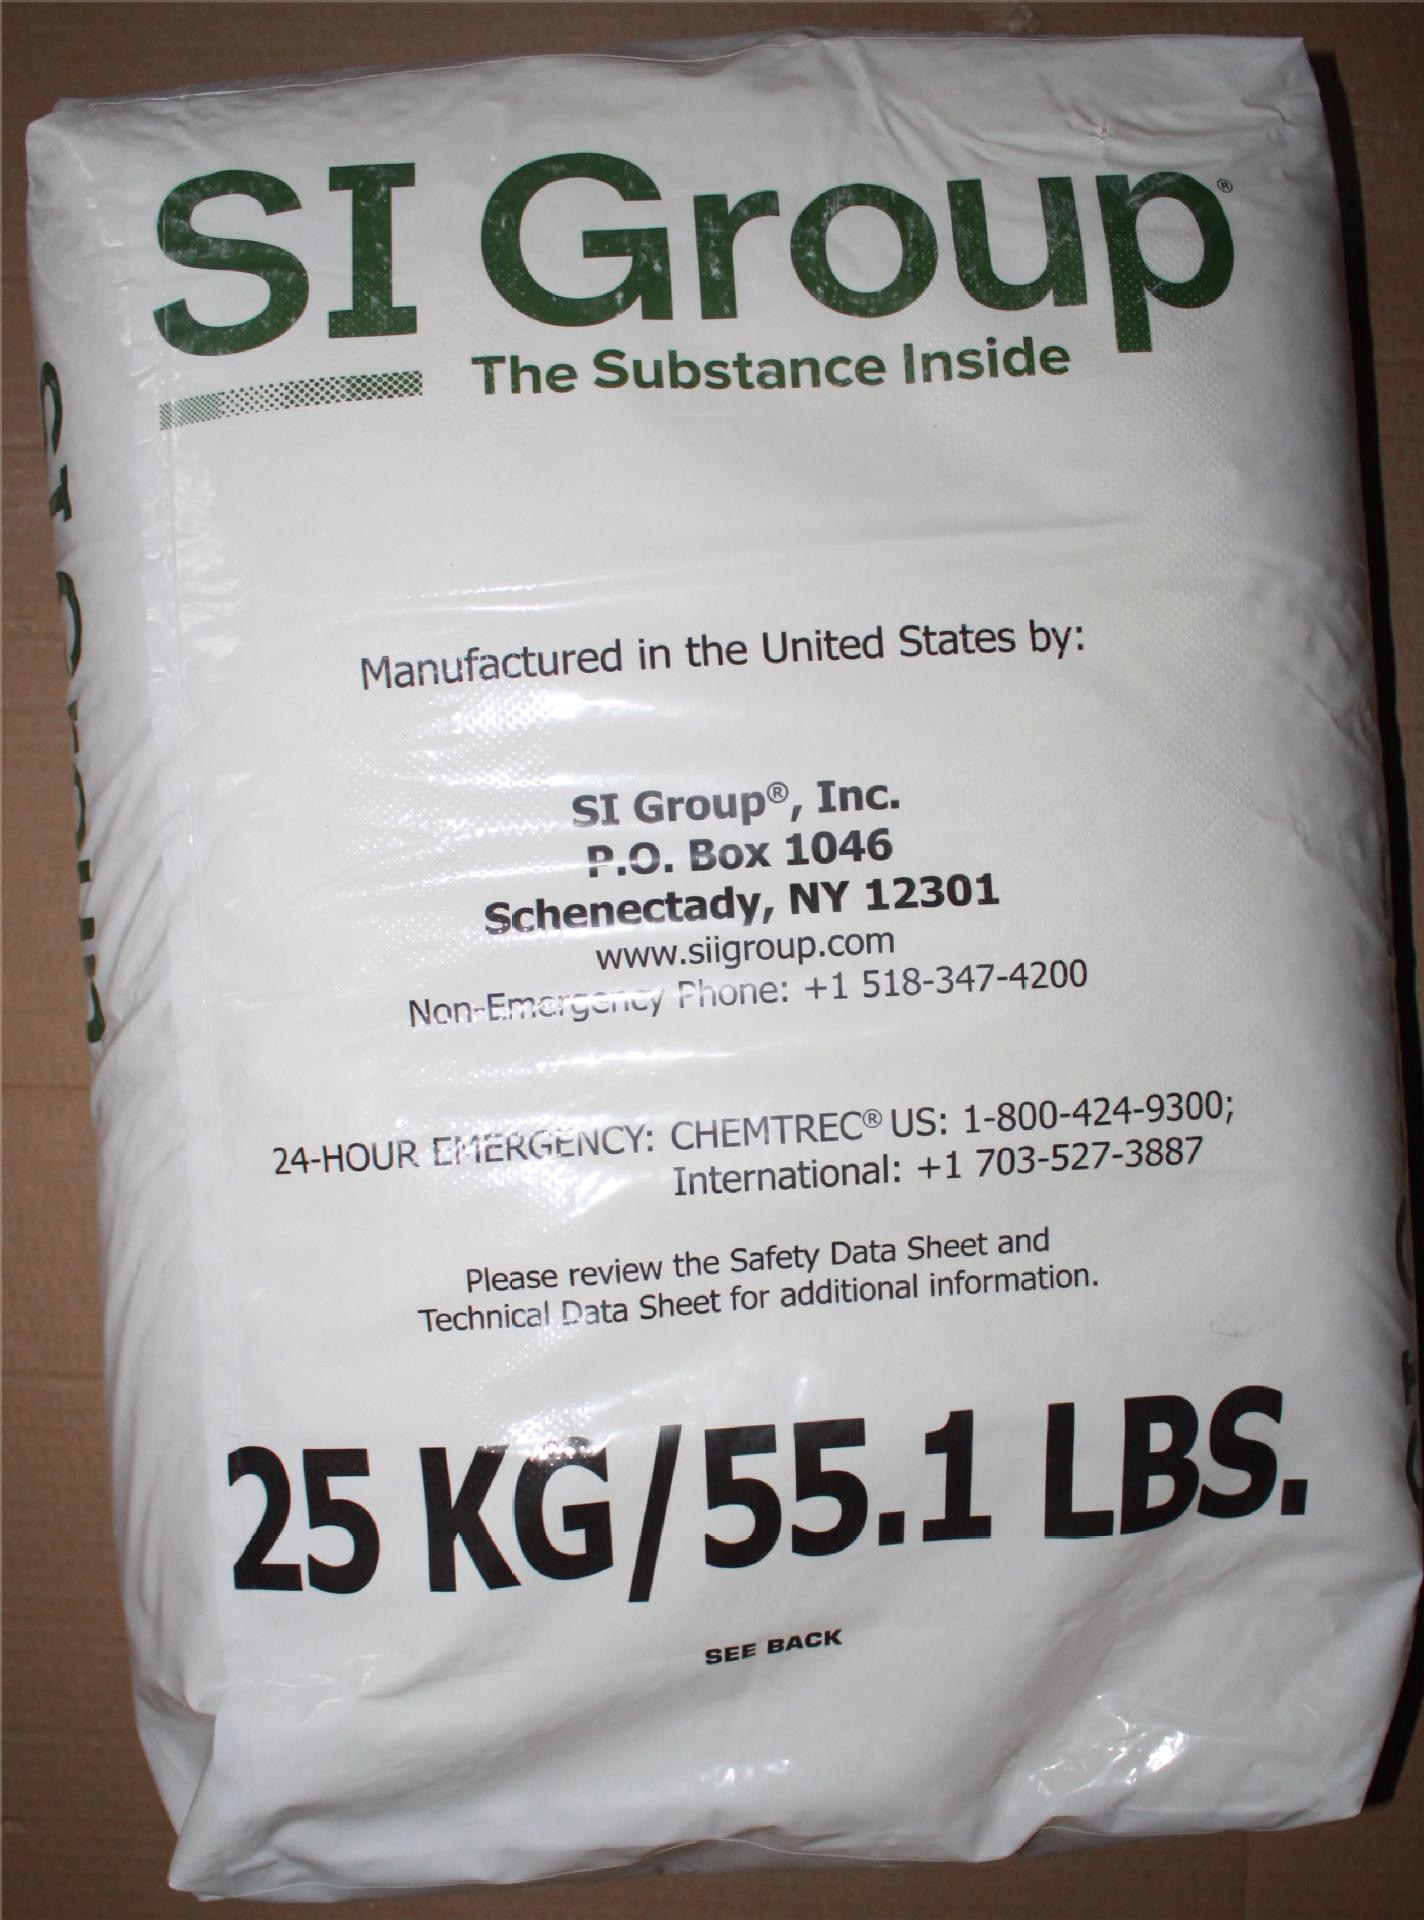 SI Group®
The Substance Inside
Manufactured in the United States by:
SI Group®, Inc.
P.O. Box 1046
Schenectady, NY 12301
www.siigroup.com
Non-Emergency Phone: +1 518-347-4200
24-HOUR EMERGENCY: CHEMTREC® US: 1-800-424-9300;
International: +1 703-527-3887
Please review the Safety Data Sheet and
Technical Data Sheet for additional information.
25 KG/55.1 LBS.
SEE BACK
SI Group